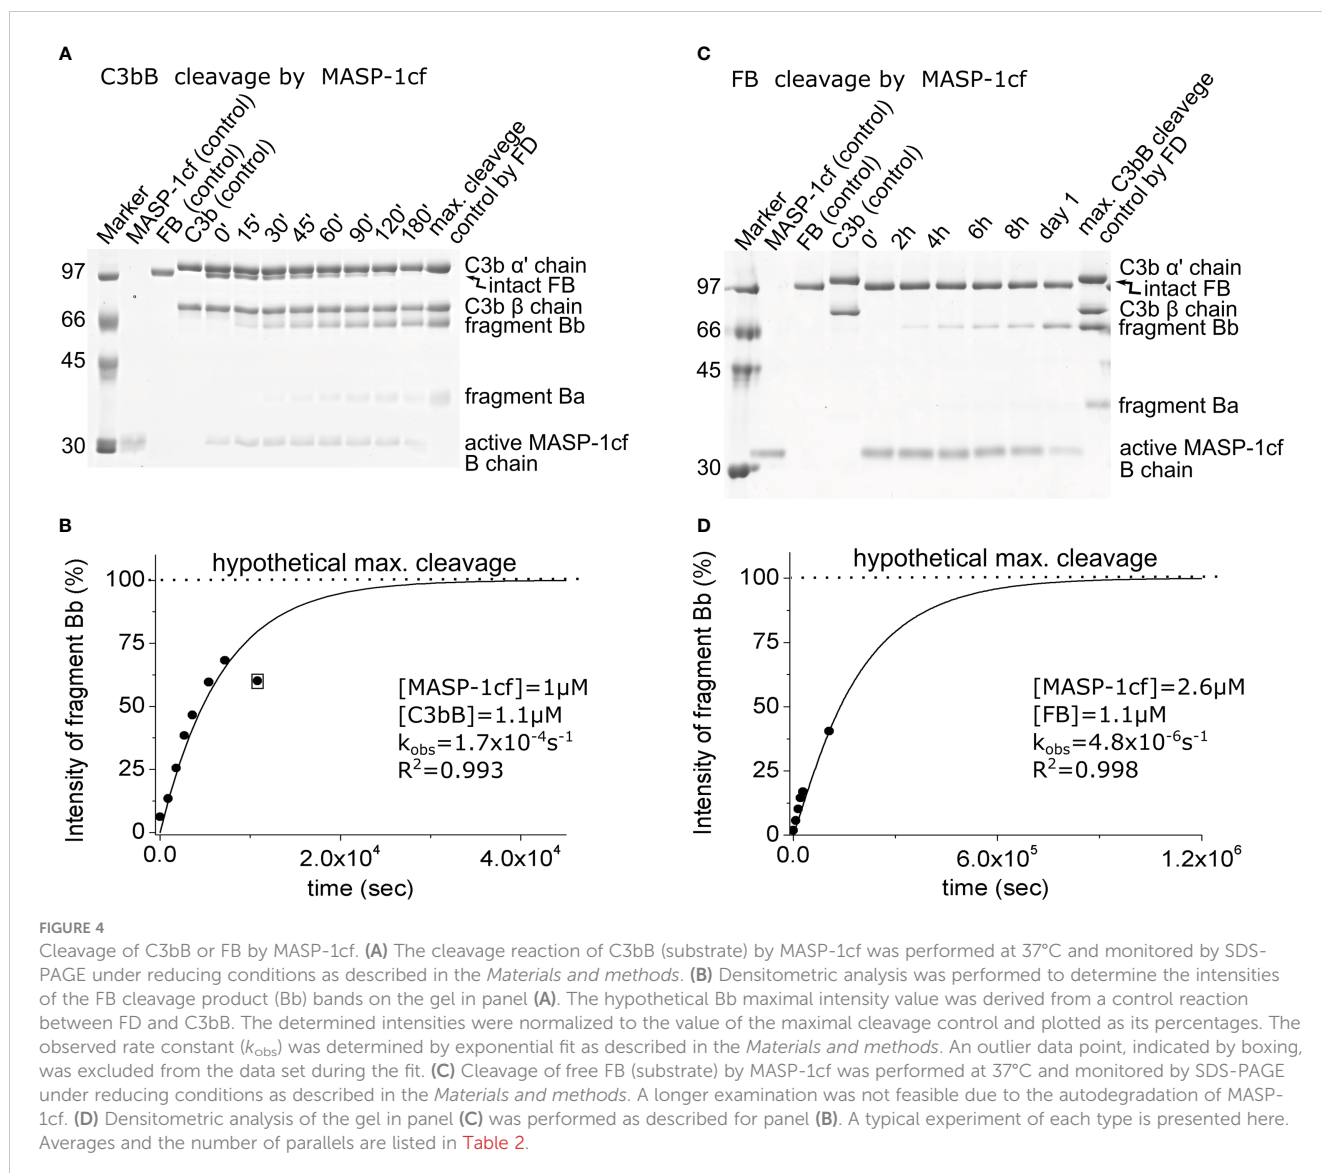 A
C3bB cleavage by MASP-1cf
Marker
MASP-1cf (control)
FB (control)
C3b (control)
0'
15'
30'
45'
60'
90'
120'
180'
max. cleavege
control by FD
97
66
45
30
C3b α' chain
intact FB
C3b β chain
fragment Bb
fragment Ba
active MASP-1cf
B chain
C
FB cleavage by MASP-1cf
Marker
MASP-1cf (control)
FB (control)
C3b (control)
0'
2h
4h
6h
8h
day 1
max. C3bB cleavege
control by FD
97
66
45
30
C3b α' chain
intact FB
C3b β chain
fragment Bb
fragment Ba
active MASP-1cf
B chain
B
hypothetical max. cleavage
Intensity of fragment Bb (%)
100
75
50
25
0
[MASP-1cf]=1µM
[C3bB]=1.1µM
kobs=1.7x10-4s-1
R2=0.993
0.0
2.0x10^4
4.0x10^4
time (sec)
D
hypothetical max. cleavage
Intensity of fragment Bb (%)
100
75
50
25
0
[MASP-1cf]=2.6µM
[FB]=1.1µM
kobs=4.8x10-6s-1
R2=0.998
0.0
6.0x10^5
1.2x10^6
time (sec)
FIGURE 4
Cleavage of C3bB or FB by MASP-1cf. (A) The cleavage reaction of C3bB (substrate) by MASP-1cf was performed at 37°C and monitored by SDS-
PAGE under reducing conditions as described in the Materials and methods. (B) Densitometric analysis was performed to determine the intensities
of the FB cleavage product (Bb) bands on the gel in panel (A). The hypothetical Bb maximal intensity value was derived from a control reaction
between FD and C3bB. The determined intensities were normalized to the value of the maximal cleavage control and plotted as its percentages. The
observed rate constant (kobs) was determined by exponential fit as described in the Materials and methods. An outlier data point, indicated by boxing,
was excluded from the data set during the fit. (C) Cleavage of free FB (substrate) by MASP-1cf was performed at 37°C and monitored by SDS-PAGE
under reducing conditions as described in the Materials and methods. A longer examination was not feasible due to the autodegradation of MASP-
1cf. (D) Densitometric analysis of the gel in panel (C) was performed as described for panel (B). A typical experiment of each type is presented here.
Averages and the number of parallels are listed in Table 2.